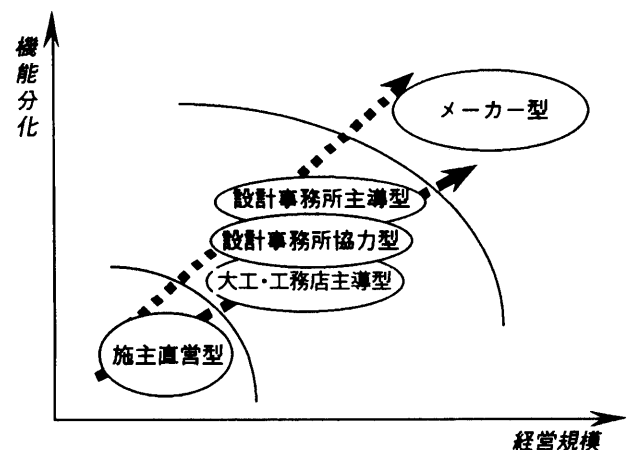 機能分化
メーカー型
設計事務所主導型
設計事務所協力型
大工・工務店主導型
施主直営型
経営規模